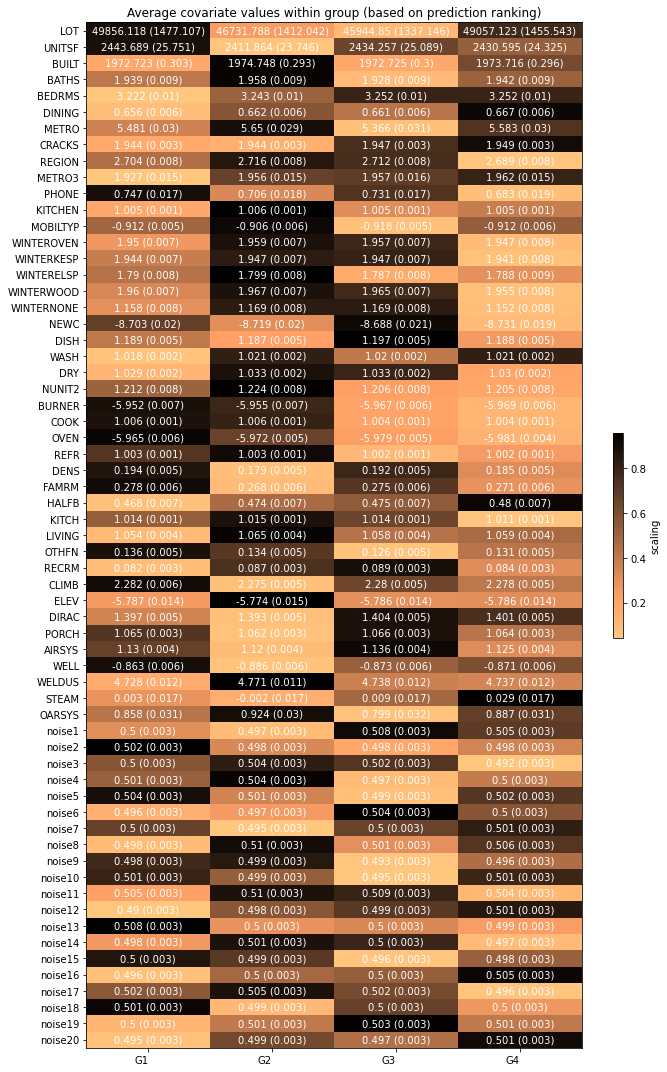 Average covariate values within group (based on prediction ranking)
LOT 49856.118 (1477.107) 46731.788 (1412.042) 45944.85 (1337.146) 49057.123 (1455.543)
UNITSF 2443.689 (25.751) 2411.864 (23.746) 2434.257 (25.089) 2430.595 (24.325)
BUILT 1972.723 (0.303) 1974.748 (0.293) 1972.725 (0.3) 1973.716 (0.296)
BATHS 1.939 (0.009) 1.958 (0.009) 1.928 (0.009) 1.942 (0.009)
BEDRMS 3.222 (0.01) 3.243 (0.01) 3.252 (0.01) 3.252 (0.01)
DINING 0.656 (0.006) 0.662 (0.006) 0.661 (0.006) 0.667 (0.006)
METRO 5.481 (0.03) 5.65 (0.029) 5.366 (0.031) 5.583 (0.03)
CRACKS 1.944 (0.003) 1.944 (0.003) 1.947 (0.003) 1.949 (0.003)
REGION 2.704 (0.008) 2.716 (0.008) 2.712 (0.008) 2.689 (0.008)
METRO3 1.927 (0.015) 1.956 (0.015) 1.957 (0.016) 1.962 (0.015)
PHONE 0.747 (0.017) 0.706 (0.018) 0.731 (0.017) 0.683 (0.019)
KITCHEN 1.005 (0.001) 1.006 (0.001) 1.005 (0.001) 1.005 (0.001)
MOBILTYP -0.912 (0.005) -0.906 (0.006) -0.918 (0.005) -0.912 (0.006)
WINTEROVEN 1.95 (0.007) 1.959 (0.007) 1.957 (0.007) 1.947 (0.008)
WINTERKESP 1.944 (0.007) 1.947 (0.007) 1.947 (0.007) 1.941 (0.008)
WINTERELSP 1.79 (0.008) 1.799 (0.008) 1.787 (0.008) 1.788 (0.009)
WINTERWOOD 1.96 (0.007) 1.967 (0.007) 1.965 (0.007) 1.955 (0.008)
WINTERNONE 1.158 (0.008) 1.169 (0.008) 1.169 (0.008) 1.152 (0.008)
NEWC -8.703 (0.02) -8.719 (0.02) -8.688 (0.021) -8.731 (0.019)
DISH 1.189 (0.005) 1.187 (0.005) 1.197 (0.005) 1.188 (0.005)
WASH 1.018 (0.002) 1.021 (0.002) 1.02 (0.002) 1.021 (0.002)
DRY 1.029 (0.002) 1.033 (0.002) 1.033 (0.002) 1.03 (0.002)
NUNIT2 1.212 (0.008) 1.224 (0.008) 1.206 (0.008) 1.205 (0.008)
BURNER -5.952 (0.007) -5.955 (0.007) -5.967 (0.006) -5.969 (0.006)
COOK 1.006 (0.001) 1.006 (0.001) 1.004 (0.001) 1.004 (0.001)
OVEN -5.965 (0.006) -5.972 (0.005) -5.979 (0.005) -5.981 (0.004)
REFR 1.003 (0.001) 1.003 (0.001) 1.002 (0.001) 1.002 (0.001)
DENS 0.194 (0.005) 0.179 (0.005) 0.192 (0.005) 0.185 (0.005)
FAMRM 0.278 (0.006) 0.268 (0.006) 0.275 (0.006) 0.271 (0.006)
HALFB 0.468 (0.007) 0.474 (0.007) 0.475 (0.007) 0.48 (0.007)
KITCH 1.014 (0.001) 1.015 (0.001) 1.014 (0.001) 1.011 (0.001)
LIVING 1.054 (0.004) 1.065 (0.004) 1.058 (0.004) 1.059 (0.004)
OTHFN 0.136 (0.005) 0.134 (0.005) 0.126 (0.005) 0.131 (0.005)
RECRM 0.082 (0.003) 0.087 (0.003) 0.089 (0.003) 0.084 (0.003)
CLIMB 2.282 (0.006) 2.275 (0.005) 2.28 (0.005) 2.278 (0.005)
ELEV -5.787 (0.014) -5.774 (0.015) -5.786 (0.014) -5.786 (0.014)
DIRAC 1.397 (0.005) 1.393 (0.005) 1.404 (0.005) 1.401 (0.005)
PORCH 1.065 (0.003) 1.062 (0.003) 1.066 (0.003) 1.064 (0.003)
AIRSYS 1.13 (0.004) 1.12 (0.004) 1.136 (0.004) 1.125 (0.004)
WELL -0.863 (0.006) -0.886 (0.006) -0.873 (0.006) -0.871 (0.006)
WELDUS 4.728 (0.012) 4.771 (0.011) 4.738 (0.012) 4.737 (0.012)
STEAM 0.003 (0.017) -0.002 (0.017) 0.009 (0.017) 0.029 (0.017)
OARSYS 0.858 (0.031) 0.924 (0.03) 0.799 (0.032) 0.887 (0.031)
noise1 0.5 (0.003) 0.497 (0.003) 0.508 (0.003) 0.505 (0.003)
noise2 0.502 (0.003) 0.498 (0.003) 0.498 (0.003) 0.498 (0.003)
noise3 0.5 (0.003) 0.504 (0.003) 0.502 (0.003) 0.492 (0.003)
noise4 0.501 (0.003) 0.504 (0.003) 0.497 (0.003) 0.5 (0.003)
noise5 0.504 (0.003) 0.501 (0.003) 0.499 (0.003) 0.502 (0.003)
noise6 0.496 (0.003) 0.497 (0.003) 0.504 (0.003) 0.5 (0.003)
noise7 0.5 (0.003) 0.495 (0.003) 0.5 (0.003) 0.501 (0.003)
noise8 0.498 (0.003) 0.51 (0.003) 0.501 (0.003) 0.506 (0.003)
noise9 0.498 (0.003) 0.499 (0.003) 0.493 (0.003) 0.496 (0.003)
noise10 0.501 (0.003) 0.499 (0.003) 0.495 (0.003) 0.501 (0.003)
noise11 0.505 (0.003) 0.51 (0.003) 0.509 (0.003) 0.504 (0.003)
noise12 0.49 (0.003) 0.498 (0.003) 0.499 (0.003) 0.501 (0.003)
noise13 0.508 (0.003) 0.5 (0.003) 0.5 (0.003) 0.499 (0.003)
noise14 0.498 (0.003) 0.501 (0.003) 0.5 (0.003) 0.497 (0.003)
noise15 0.5 (0.003) 0.499 (0.003) 0.496 (0.003) 0.498 (0.003)
noise16 0.496 (0.003) 0.5 (0.003) 0.5 (0.003) 0.505 (0.003)
noise17 0.502 (0.003) 0.505 (0.003) 0.502 (0.003) 0.496 (0.003)
noise18 0.501 (0.003) 0.499 (0.003) 0.5 (0.003) 0.5 (0.003)
noise19 0.5 (0.003) 0.501 (0.003) 0.503 (0.003) 0.501 (0.003)
noise20 0.495 (0.003) 0.499 (0.003) 0.497 (0.003) 0.501 (0.003)
G1 G2 G3 G4
0.8
0.6
0.4
0.2
scaling